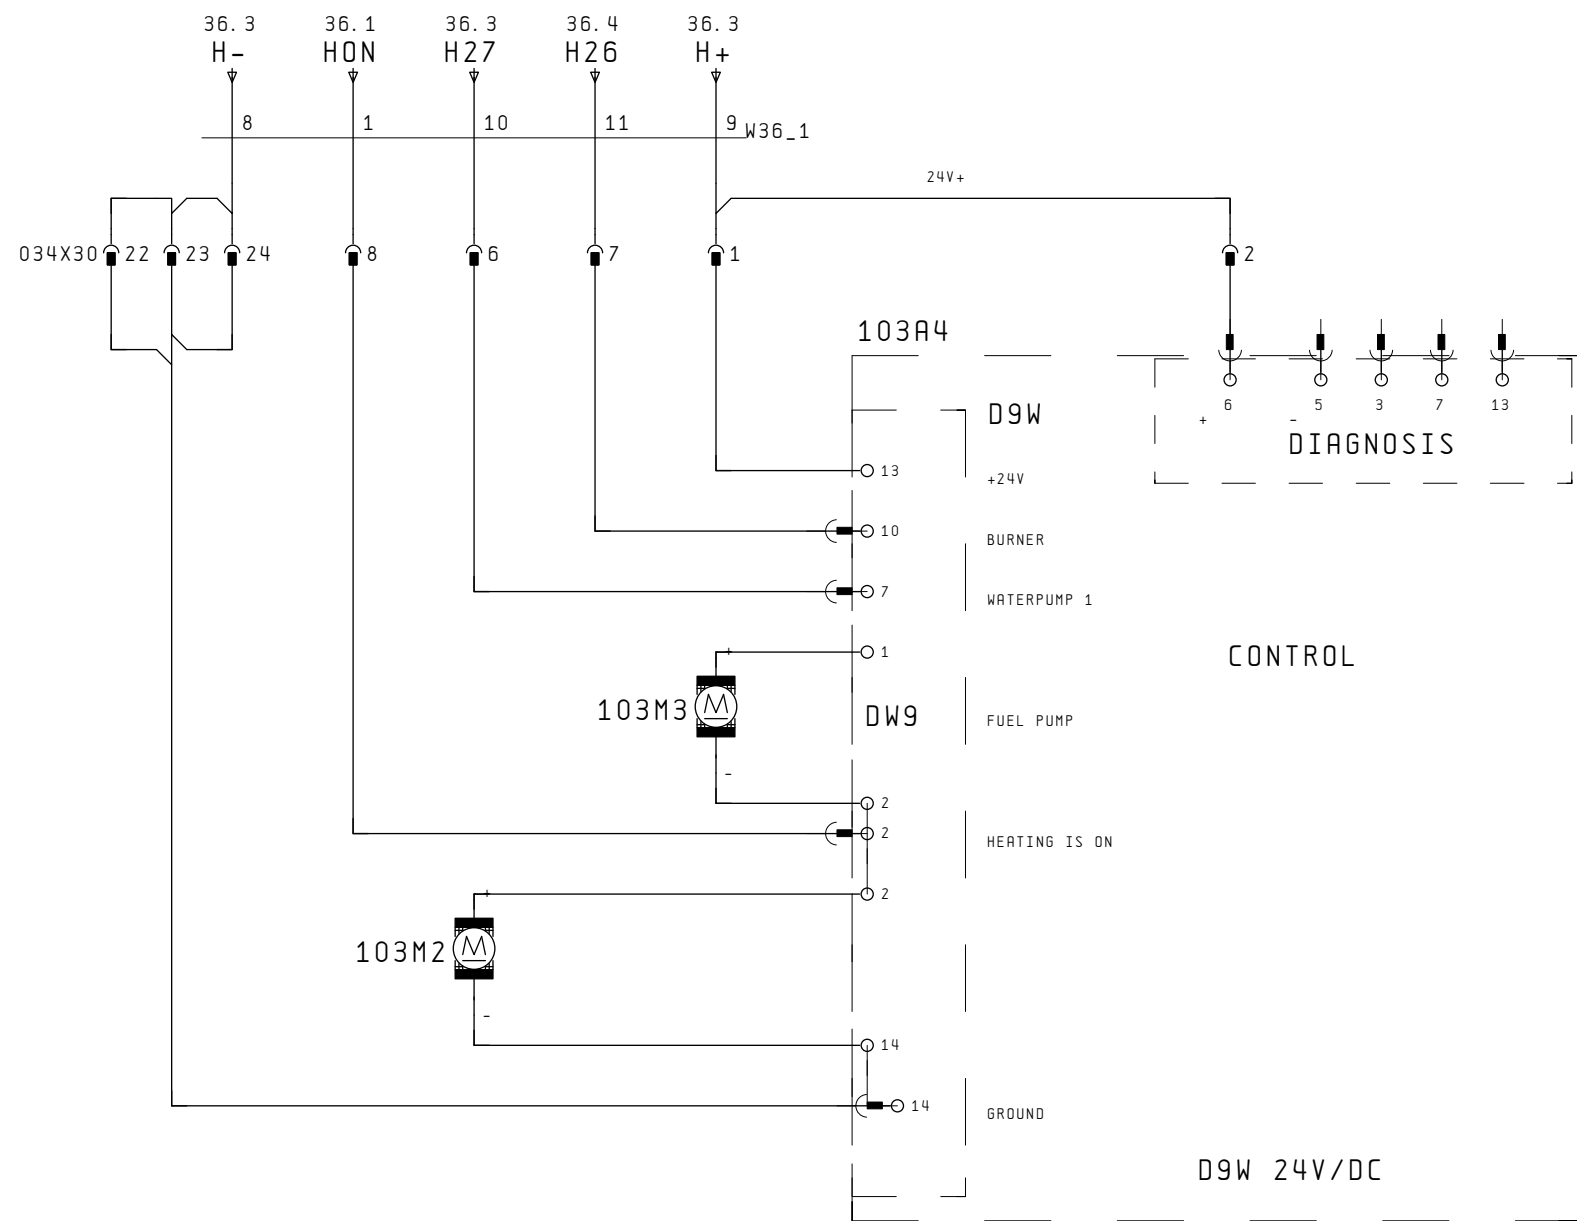 36.3 36.1 36.3 36.4 36.3
H- HON H27 H26 H+
8 1 10 11 9 W36_1
24V+
034X30 22 23 24 8 6 7 1 2
103A4
6 5 3 7 13
+ -
D9W
DIAGNOSIS
13 +24V
10 BURNER
7 WATERPUMP 1
+ 1
CONTROL
103M3 M DW9 FUEL PUMP
- 2
2 HEATING IS ON
+ 2
103M2 M
- 14
14 GROUND
D9W 24V/DC